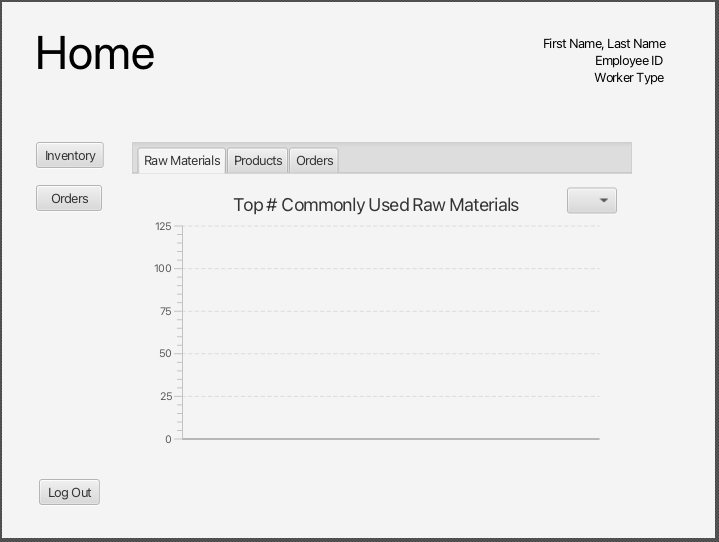 Home
First Name, Last Name
Employee ID
Worker Type
Inventory
Orders
Raw Materials Products Orders
Top # Commonly Used Raw Materials
125
100
75
50
25
0
Log Out